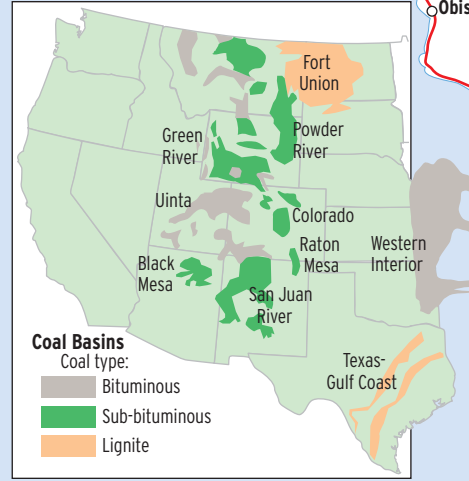 Obis
Fort
Union
Green
River
Powder
River
Uinta
Colorado
Black
Mesa
Raton
Mesa
Western
Interior
San Juan
River
Coal Basins
Coal type:
Bituminous
Sub-bituminous
Lignite
Texas-
Gulf Coast